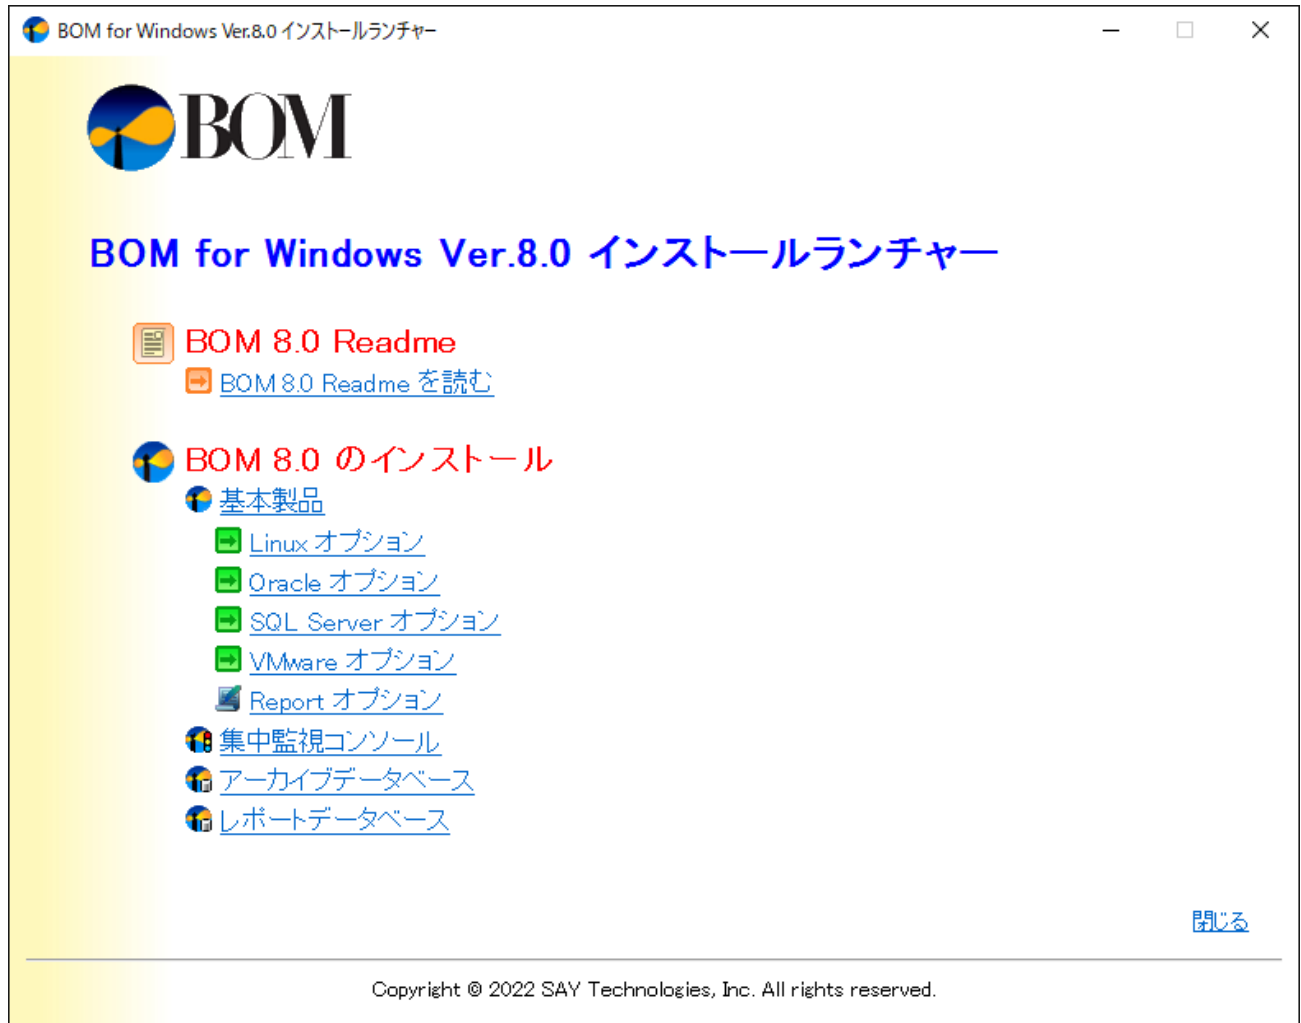 BOM for Windows Ver.8.0 インストールランチャー
BOM
BOM for Windows Ver.8.0 インストールランチャー
BOM 8.0 Readme
BOM 8.0 Readme を読む
BOM 8.0 のインストール
基本製品
Linux オプション
Oracle オプション
SQL Server オプション
VMware オプション
Report オプション
集中監視コンソール
アーカイブデータベース
レポートデータベース
閉じる
Copyright © 2022 SAY Technologies, Inc. All rights reserved.